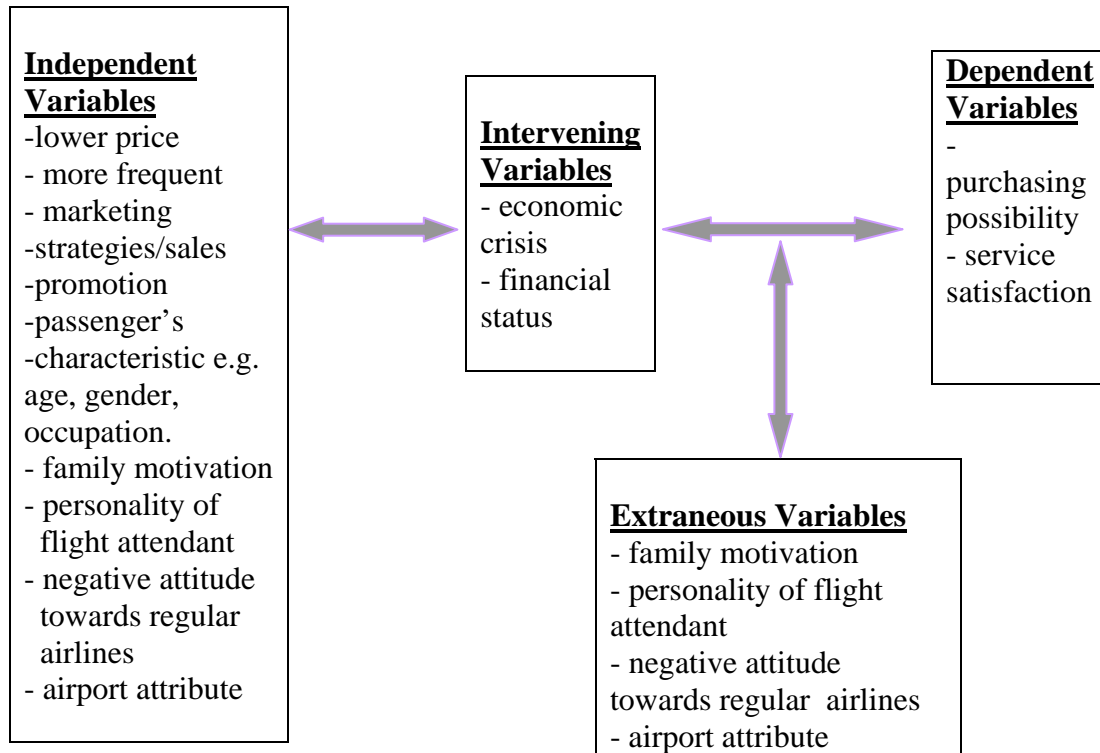 Independent
Variables
-lower price
- more frequent
- marketing
-strategies/sales
-promotion
-passenger’s
-characteristic e.g.
age, gender,
occupation.
- family motivation
- personality of
flight attendant
- negative attitude
towards regular
airlines
- airport attribute
Intervening
Variables
- economic
crisis
- financial
status
Dependent
Variables
-
purchasing
possibility
- service
satisfaction
Extraneous Variables
- family motivation
- personality of flight
attendant
- negative attitude
towards regular airlines
- airport attribute